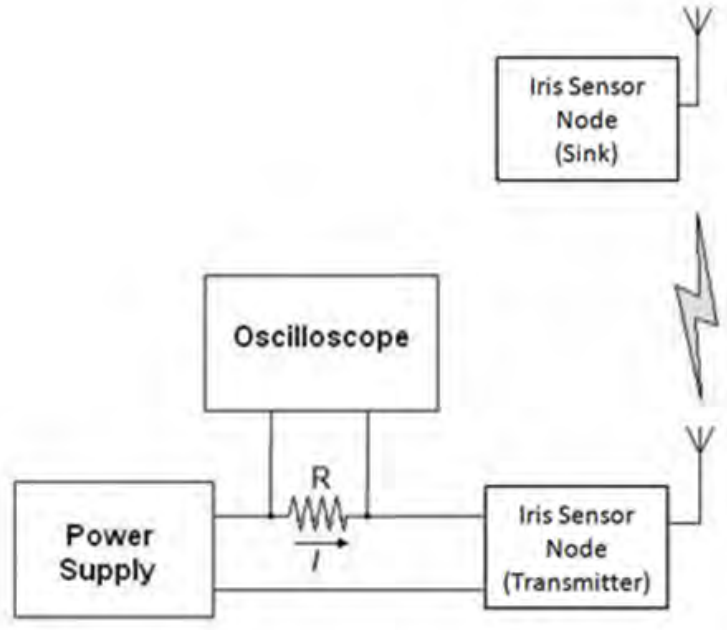 Iris Sensor
Node
(Sink)
Oscilloscope
R
I
Power
Supply
Iris Sensor
Node
(Transmitter)